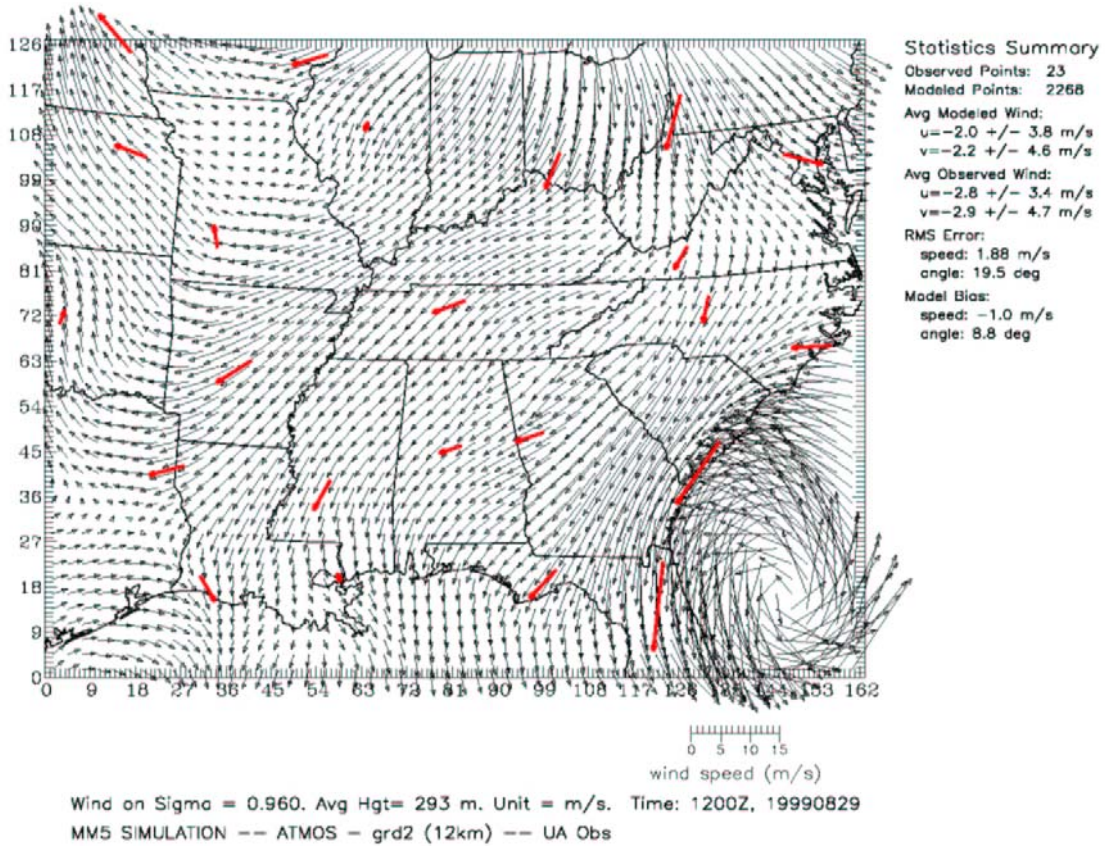 126
117
108
99
90
81
72
63
54
45
36
27
18
9
0
0 9 18 27 36 45 54 63 72 81 90 99 108 117 126 135 144 153 162
Statistics Summary
Observed Points: 23
Modeled Points: 2268
Avg Modeled Wind:
u=-2.0 +/- 3.8 m/s
v=-2.2 +/- 4.6 m/s
Avg Observed Wind:
u=-2.8 +/- 3.4 m/s
v=-2.9 +/- 4.7 m/s
RMS Error:
speed: 1.88 m/s
angle: 19.5 deg
Model Bias:
speed: -1.0 m/s
angle: 8.8 deg
0 5 10 15
wind speed (m/s)
Wind on Sigma = 0.960. Avg Hgt= 293 m. Unit = m/s. Time: 1200Z, 19990829
MM5 SIMULATION -- ATMOS - grd2 (12km) -- UA Obs